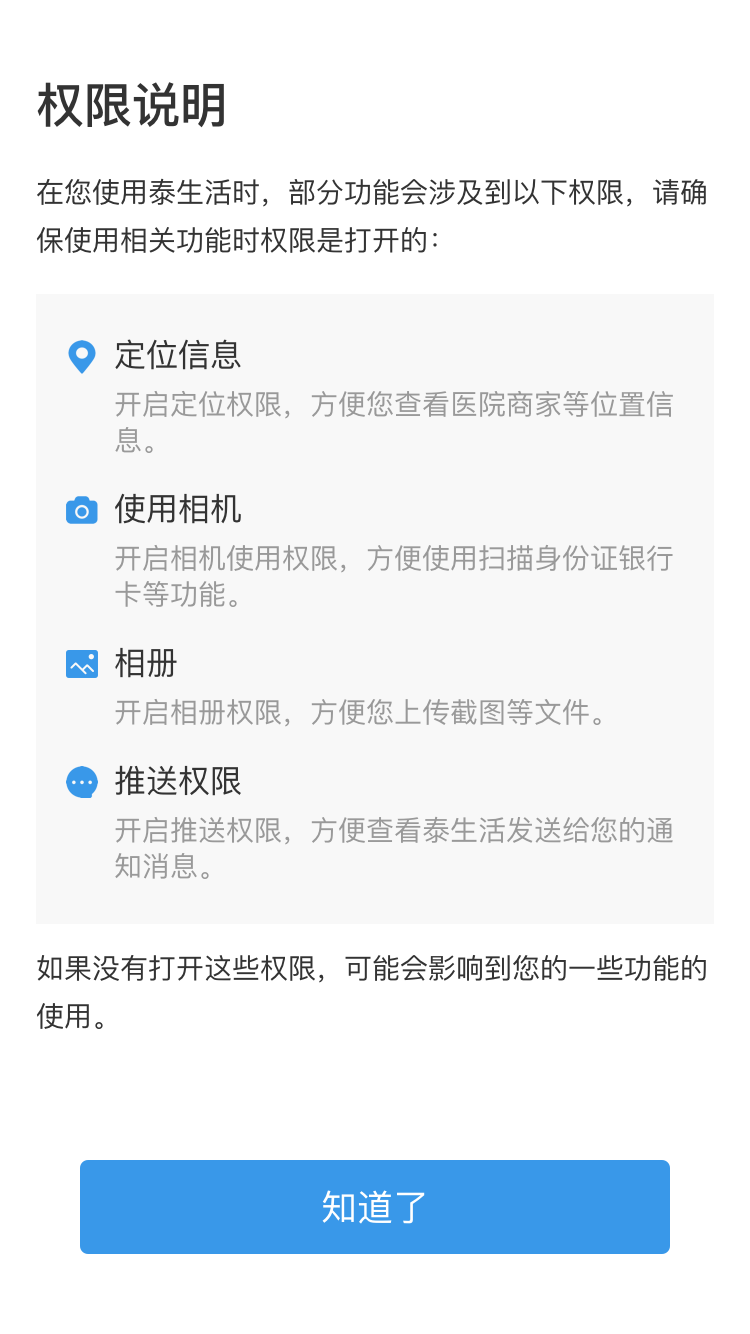 权限说明
在您使用泰生活时，部分功能会涉及到以下权限，请确
保使用相关功能时权限是打开的：
定位信息
开启定位权限，方便您查看医院商家等位置信
息。
使用相机
开启相机使用权限，方便使用扫描身份证银行
卡等功能。
相册
开启相册权限，方便您上传截图等文件。
推送权限
开启推送权限，方便查看泰生活发送给您的通
知消息。
如果没有打开这些权限，可能会影响到您的一些功能的
使用。
知道了